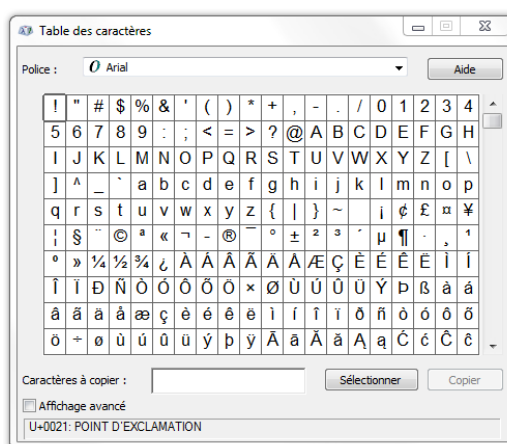 Table des caractères
Police : O Arial Aide
! " # $ % & ' ( ) * + , - . / 0 1 2 3 4
5 6 7 8 9 : ; < = > ? @ A B C D E F G H
I J K L M N O P Q R S T U V W X Y Z [ \
] ^ _ ` a b c d e f g h i j k l m n o p
q r s t u v w x y z { | } ~ ¡ ¢ £ ¤ ¥
¦ § ¨ © ª « ¬ - ® ¯ ° ± ² ³ ´ µ ¶ · ¸ ¹
º » ¼ ½ ¾ ¿ À Á Â Ã Ä Å Æ Ç È É Ê Ë Ì Í
Î Ï Ð Ñ Ò Ó Ô Õ Ö × Ø Ù Ú Û Ü Ý Þ ß à á
â ã ä å æ ç è é ê ë ì í î ï ð ñ ò ó ô õ
ö ÷ ø ù ú û ü ý þ ÿ Ā ā Ă ă Ą ą Ć ć Ĉ ĉ
Caractères à copier : Sélectionner Copier
Affichage avancé
U+0021: POINT D'EXCLAMATION